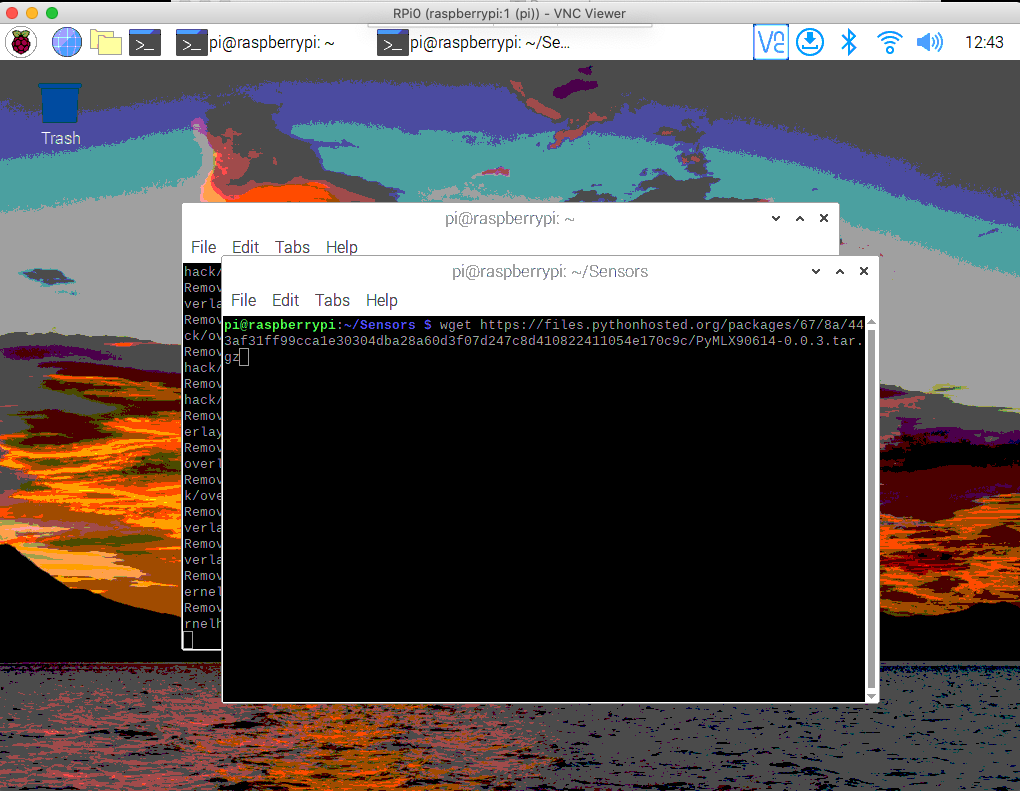 RPi0 (raspberrypi:1 (pi)) - VNC Viewer
pi@raspberrypi: ~
pi@raspberrypi: ~/Se...
12:43
Trash
pi@raspberrypi: ~
File Edit Tabs Help
hack/
Remov
verla
Remov
ck/ov
Remov
hack/
Remov
hack/
Remov
erlay
Remov
overl
Remov
k/ove
Remov
verla
Remov
verla
Remov
ernel
Remov
rnelh
pi@raspberrypi: ~/Sensors
File Edit Tabs Help
pi@raspberrypi:~/Sensors $ wget https://files.pythonhosted.org/packages/67/8a/44
3af31ff99cca1e30304dba28a60d3f07d247c8d410822411054e170c9c/PyMLX90614-0.0.3.tar.
gz